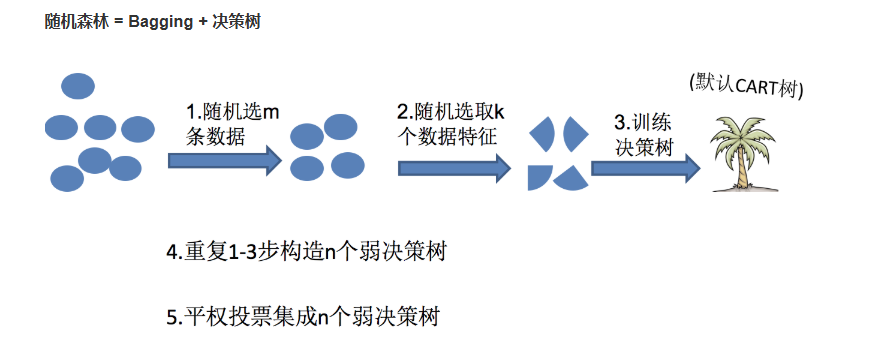 随机森林 = Bagging + 决策树
(默认CART树)
1.随机选m
条数据
2.随机选取k
个数据特征
3.训练
决策树
4.重复1-3步构造n个弱决策树
5.平权投票集成n个弱决策树